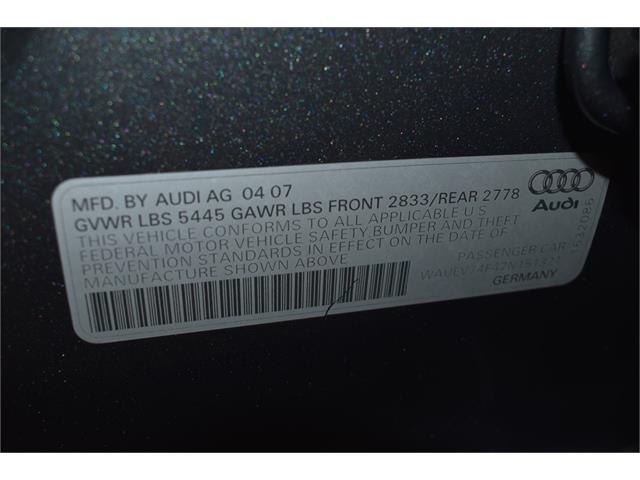 MFD. BY AUDI AG 04 07
GVWR LBS 5445 GAWR LBS FRONT 2833/REAR 2778
THIS VEHICLE CONFORMS TO ALL APPLICABLE U S
FEDERAL MOTOR VEHICLE SAFETY, BUMPER AND THEFT
PREVENTION STANDARDS IN EFFECT ON THE DATE OF
MANUFACTURE SHOWN ABOVE
Audi
PASSENGER CAR
GERMANY
1632086